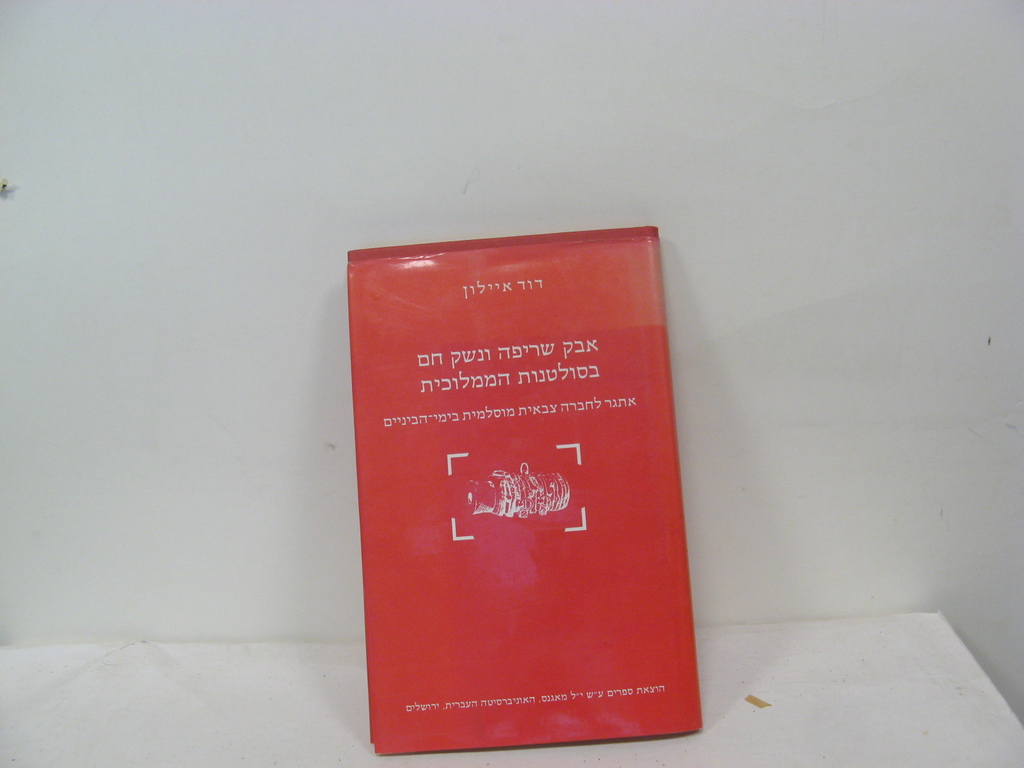 דוד איילון
אבק שריפה ונשק חם
בסולטנות הממלוכית
אתגר לחברה צבאית מוסלמית בימי־הביניים
הוצאת ספרים ע״ש י״ל מאגנס, האוניברסיטה העברית, ירושלים